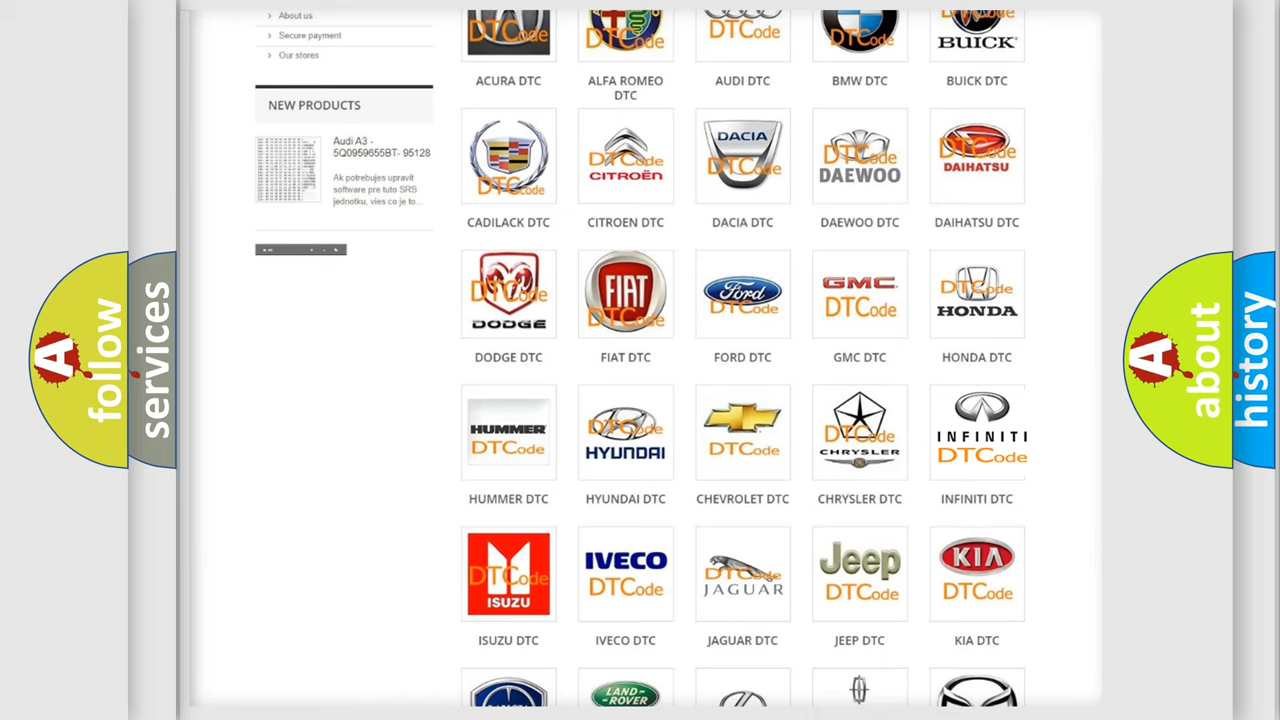 About us
Secure payment
Our stores
NEW PRODUCTS
Audi A3 -
5Q0959655BT- 95128
Ak potrebujes upravit
software pre tuto SRS
jednotku, vies co je to...
DTCode DTCode DTCode DTCode BUICK
ACURA DTC ALFA ROMEO DTC AUDI DTC BMW DTC BUICK DTC
DTCode
DTCode CITROËN
DACIA DTCode
DTCode DAEWOO
DTCode DAIHATSU
CADILACK DTC CITROEN DTC DACIA DTC DAEWOO DTC DAIHATSU DTC
DTCode DODGE
FIAT DTCode
Ford DTCode
GMC DTCode
DTCode HONDA
DODGE DTC FIAT DTC FORD DTC GMC DTC HONDA DTC
HUMMER DTCode
DTCode HYUNDAI
DTCode
DTCode CHRYSLER
INFINITI DTCode
HUMMER DTC HYUNDAI DTC CHEVROLET DTC CHRYSLER DTC INFINITI DTC
DTCode ISUZU
IVECO DTCode
DTCode JAGUAR
Jeep DTCode
KIA DTCode
ISUZU DTC IVECO DTC JAGUAR DTC JEEP DTC KIA DTC
LAND-
ROVER
A follow
services
A about
history